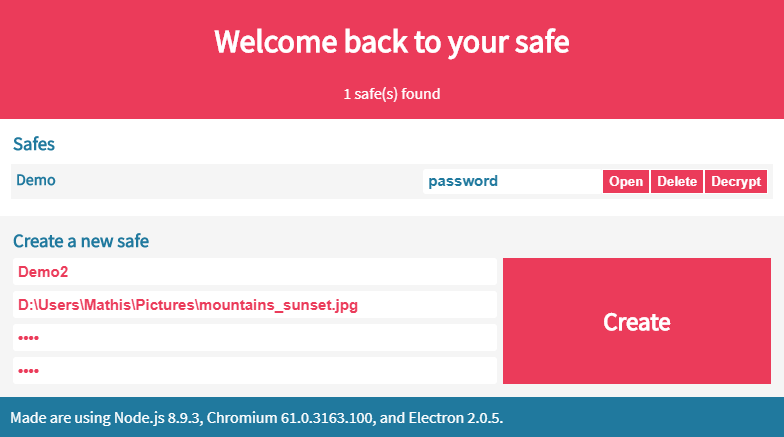 Welcome back to your safe
1 safe(s) found
Safes
Demo password Open Delete Decrypt
Create a new safe
Demo2
D:\Users\Mathis\Pictures\mountains_sunset.jpg
••••
Create
••••
Made are using Node.js 8.9.3, Chromium 61.0.3163.100, and Electron 2.0.5.